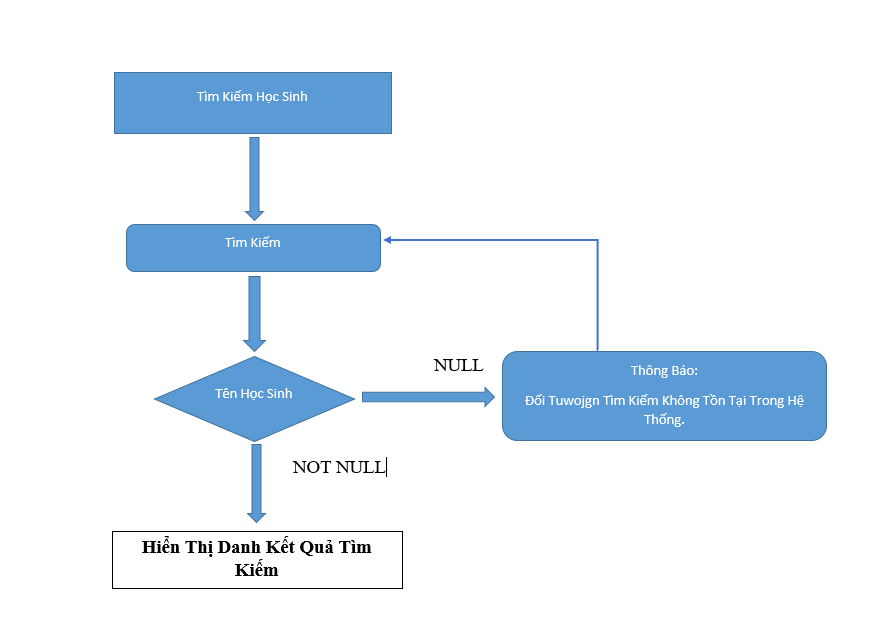 Tìm Kiếm Học Sinh
Tìm Kiếm
Tên Học Sinh
NULL
Thông Báo:
Đối Tuwojgn Tìm Kiếm Không Tồn Tại Trong Hệ
Thống.
NOT NULL
Hiển Thị Danh Kết Quả Tìm
Kiếm